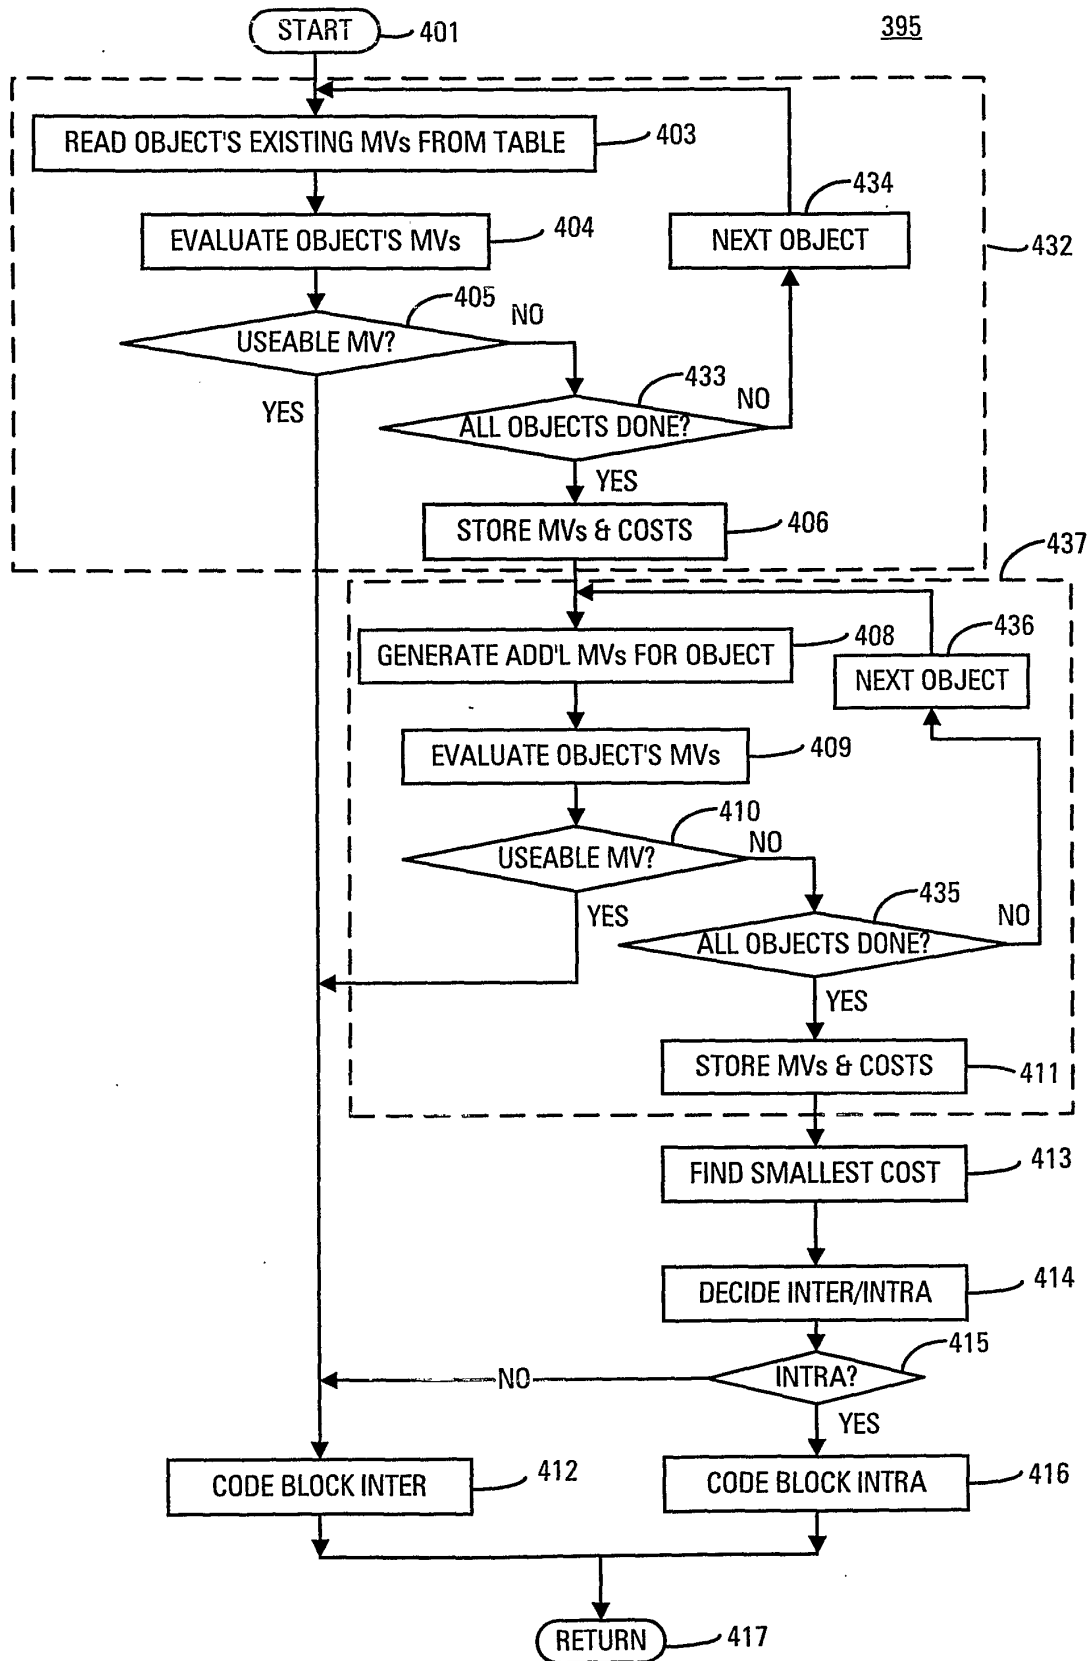 START
401
395
READ OBJECT'S EXISTING MVs FROM TABLE
403
434
EVALUATE OBJECT'S MVs
404
NEXT OBJECT
432
405
USEABLE MV?
NO
433
YES
ALL OBJECTS DONE?
NO
YES
STORE MVs & COSTS
406
437
GENERATE ADD'L MVs FOR OBJECT
408
436
NEXT OBJECT
EVALUATE OBJECT'S MVs
409
410
USEABLE MV?
NO
435
YES
ALL OBJECTS DONE?
NO
YES
STORE MVs & COSTS
411
FIND SMALLEST COST
413
DECIDE INTER/INTRA
414
415
NO
INTRA?
YES
CODE BLOCK INTER
412
CODE BLOCK INTRA
416
RETURN
417